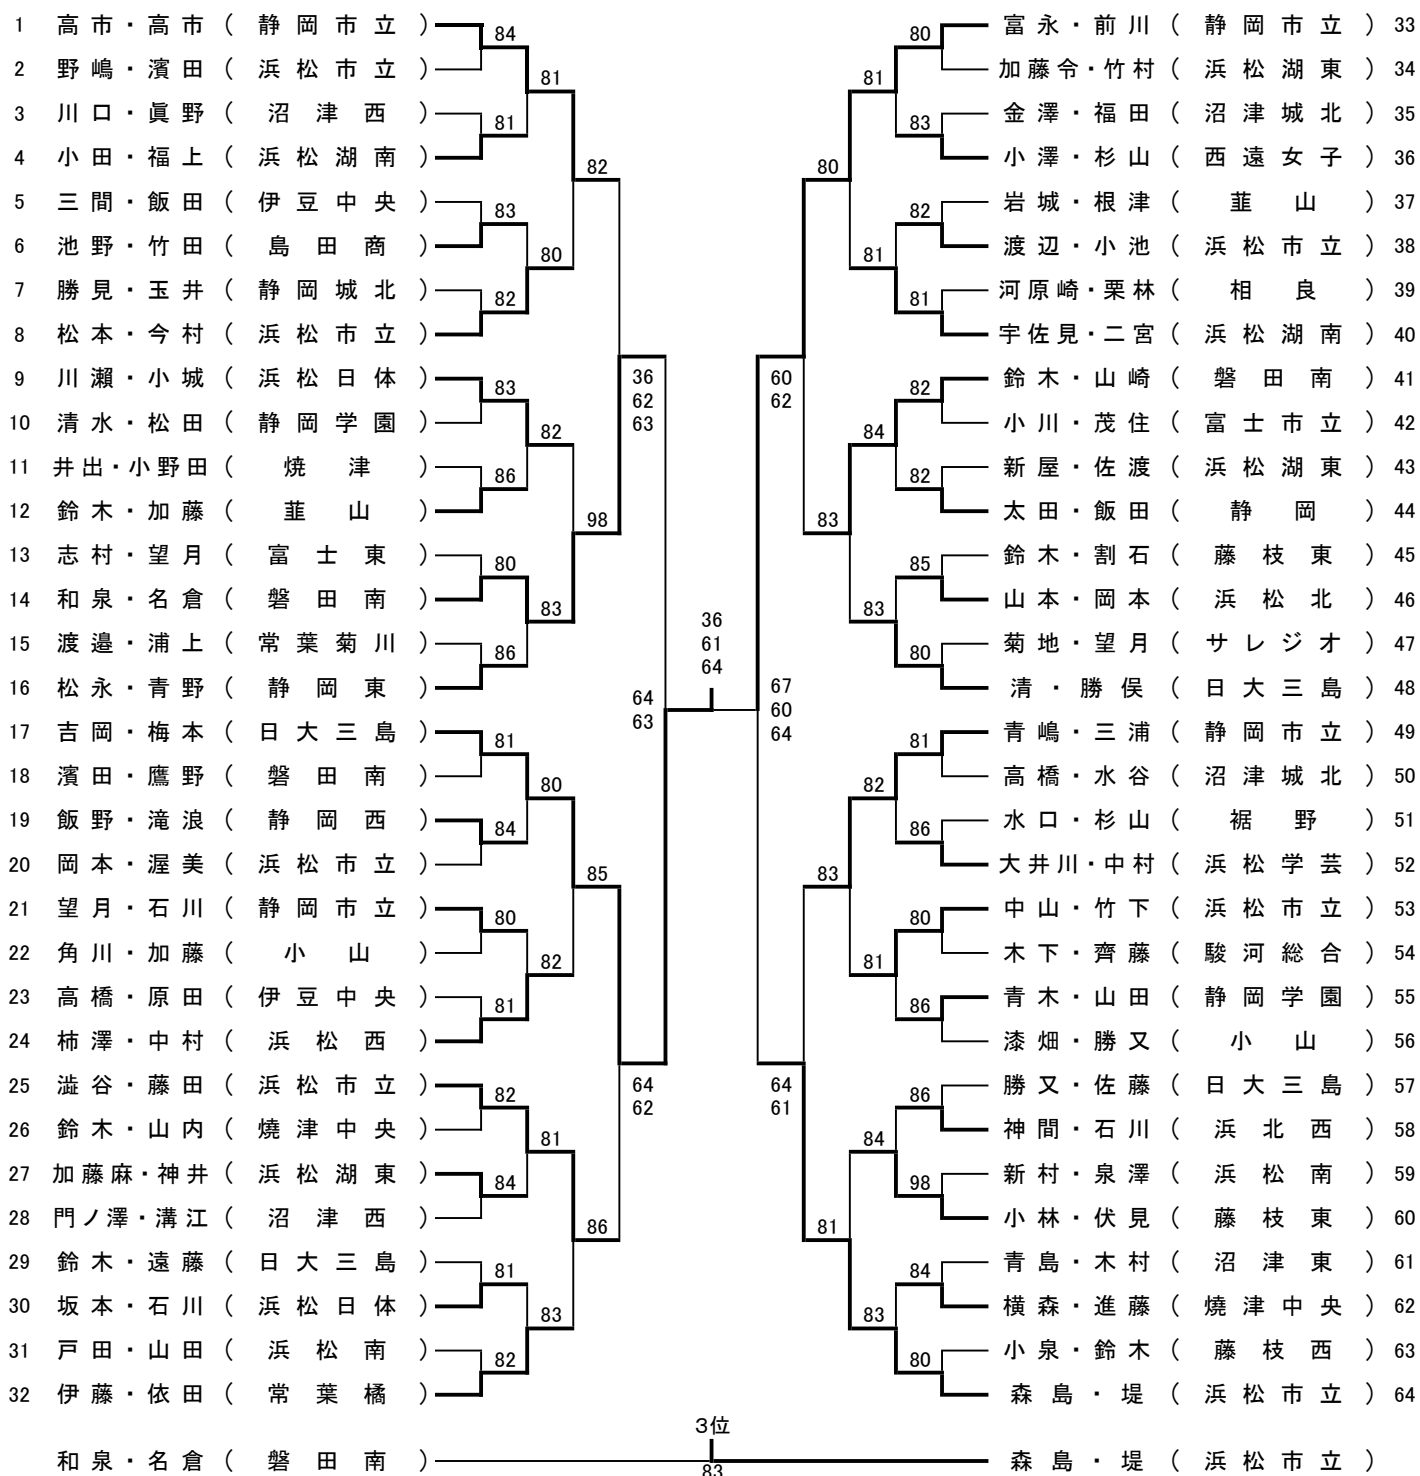 1 高市・高市（静岡市立） 84 80 富永・前川（静岡市立）33
2 野嶋・濱田（浜松市立） 81 81 加藤令・竹村（浜松湖東）34
3 川口・眞野（沼津西） 81 83 金澤・福田（沼津城北）35
4 小田・福上（浜松湖南） 82 80 小澤・杉山（西遠女子）36
5 三間・飯田（伊豆中央） 83 82 岩城・根津（韮山）37
6 池野・竹田（島田商） 80 81 渡辺・小池（浜松市立）38
7 勝見・玉井（静岡城北） 82 81 河原崎・栗林（相良）39
8 松本・今村（浜松市立） 宇佐見・二宮（浜松湖南）40
9 川瀬・小城（浜松日体） 83 36 60 82 鈴木・山崎（磐田南）41
10 清水・松田（静岡学園） 82 62 63 62 84 小川・茂住（富士市立）42
11 井出・小野田（焼津） 86 82 新屋・佐渡（浜松湖東）43
12 鈴木・加藤（韮山） 98 83 太田・飯田（静岡）44
13 志村・望月（富士東） 80 85 鈴木・割石（藤枝東）45
14 和泉・名倉（磐田南） 83 36 83 山本・岡本（浜松北）46
15 渡邉・浦上（常葉菊川） 86 61 64 80 菊地・望月（サレジオ）47
16 松永・青野（静岡東） 64 63 67 60 64 清・勝俣（日大三島）48
17 吉岡・梅本（日大三島） 81 81 青嶋・三浦（静岡市立）49
18 濱田・鷹野（磐田南） 80 82 高橋・水谷（沼津城北）50
19 飯野・滝浪（静岡西） 84 86 水口・杉山（裾野）51
20 岡本・渥美（浜松市立） 85 83 大井川・中村（浜松学芸）52
21 望月・石川（静岡市立） 80 80 中山・竹下（浜松市立）53
22 角川・加藤（小山） 82 81 木下・齊藤（駿河総合）54
23 高橋・原田（伊豆中央） 81 86 青木・山田（静岡学園）55
24 柿澤・中村（浜松西） 漆畑・勝又（小山）56
25 澁谷・藤田（浜松市立） 82 64 64 86 勝又・佐藤（日大三島）57
26 鈴木・山内（焼津中央） 81 62 61 84 神間・石川（浜北西）58
27 加藤麻・神井（浜松湖東） 84 98 新村・泉澤（浜松南）59
28 門ノ澤・溝江（沼津西） 86 81 小林・伏見（藤枝東）60
29 鈴木・遠藤（日大三島） 81 84 青島・木村（沼津東）61
30 坂本・石川（浜松日体） 83 83 横森・進藤（焼津中央）62
31 戸田・山田（浜松南） 82 80 小泉・鈴木（藤枝西）63
32 伊藤・依田（常葉橘） 森島・堤（浜松市立）64
3位
和泉・名倉（磐田南） 83 森島・堤（浜松市立）